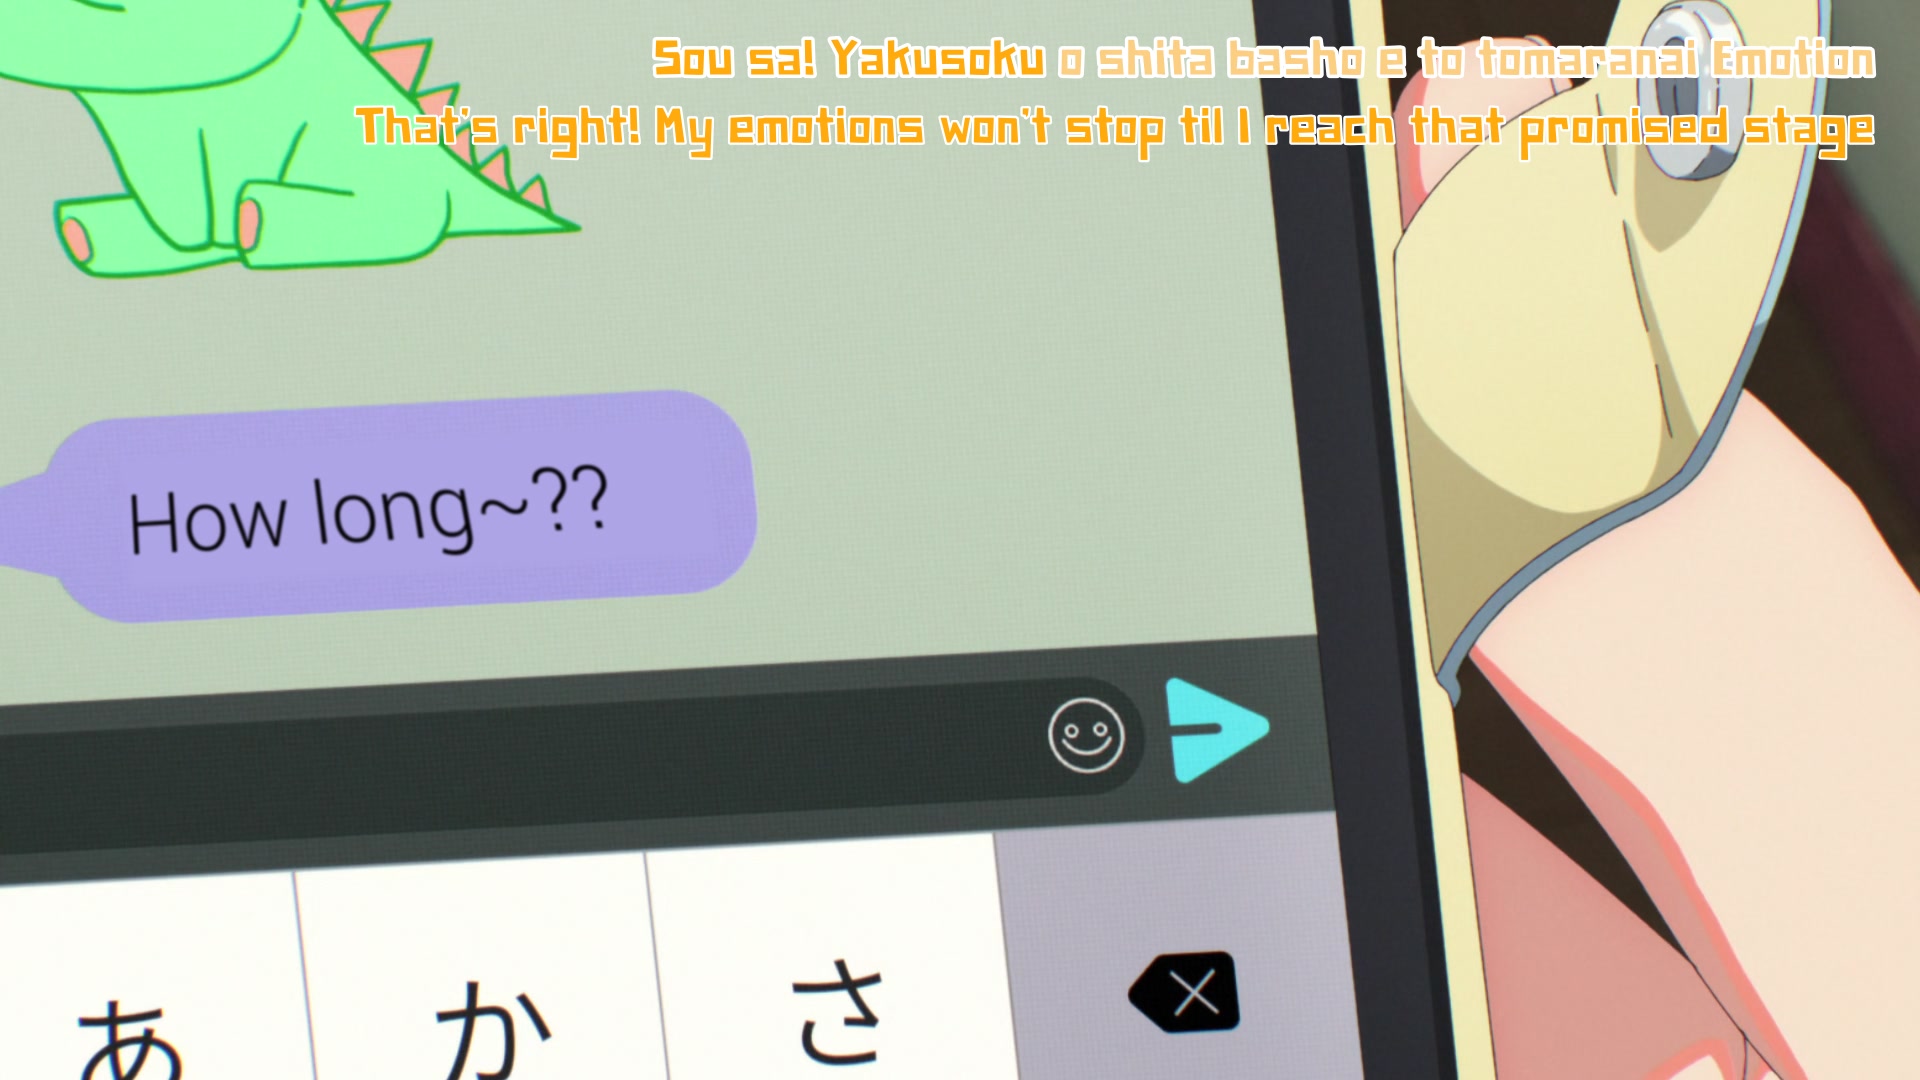 Sou sa! Yakusoku o shita basho e to tomaranai Emotion
That's right! My emotions won't stop til I reach that promised stage
How long~??
あ か さ